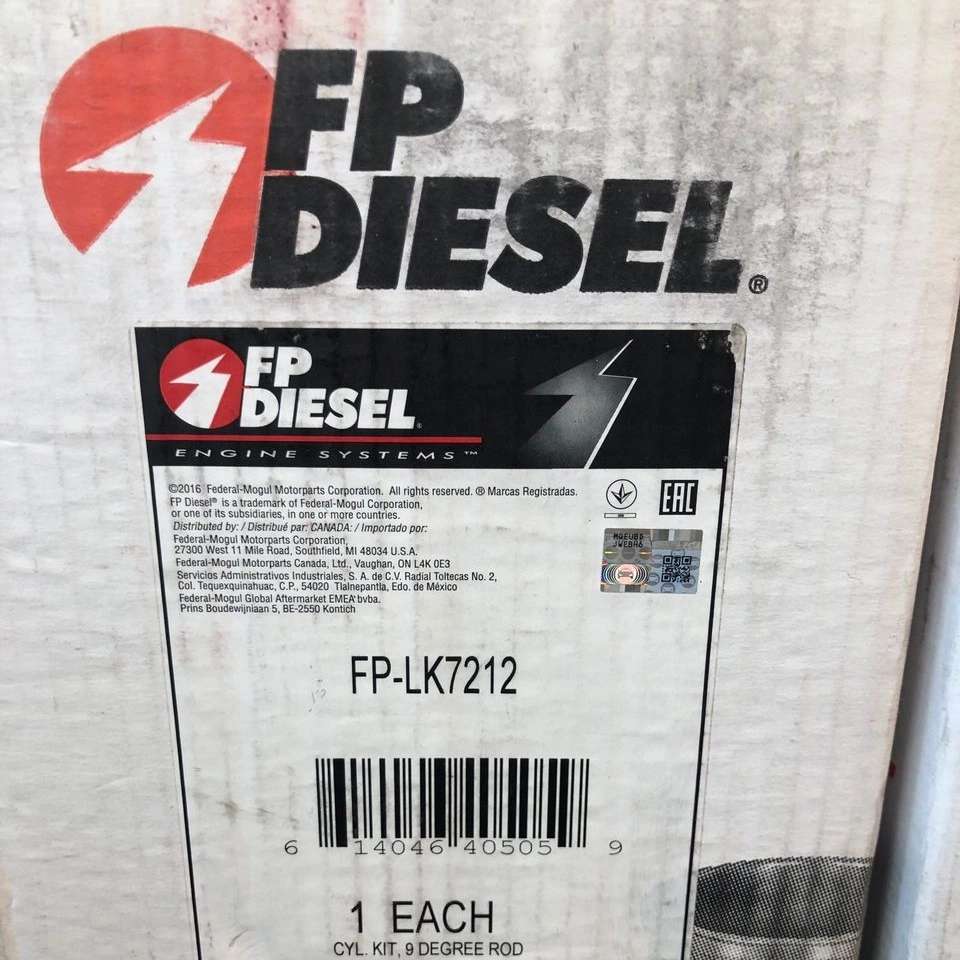 FP
DIESEL®
FP
DIESEL®
ENGINE SYSTEMS™
©2016 Federal-Mogul Motorparts Corporation. All rights reserved. ® Marcas Registradas.
FP Diesel® is a trademark of Federal-Mogul Corporation,
or one of its subsidiaries, in one or more countries.
Distributed by: / Distribué par: CANADA: / Importado por:
Federal-Mogul Motorparts Corporation.
27300 West 11 Mile Road, Southfield, MI 48034 U.S.A.
Federal-Mogul Motorparts Canada, Ltd., Vaughan, ON L4K 0E3
Servicios Administrativos Industriales, S. A. de C.V. Radial Toltecas No. 2,
Col. Tequexquinahuac, C.P., 54020 Tlalnepantla, Edo. de México
Federal-Mogul Global Aftermarket EMEA bvba.
Prins Boudewijnlaan 5, BE-2550 Kontich
EAC
FP-LK7212
6 14046 40505 9
1 EACH
CYL. KIT, 9 DEGREE ROD